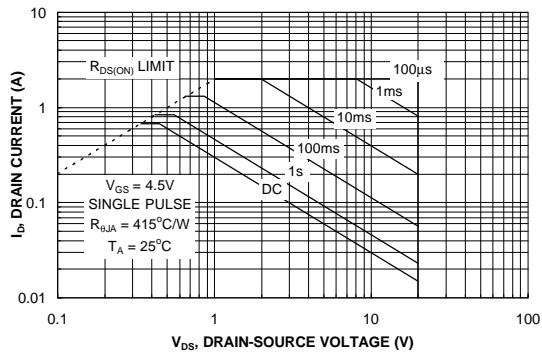 10
1
0.1
0.01
I_D, DRAIN CURRENT (A)
R_DS(ON) LIMIT
100μs
1ms
10ms
100ms
1s
DC
V_GS = 4.5V
SINGLE PULSE
R_θJA = 415°C/W
T_A = 25°C
0.1
1
10
100
V_DS, DRAIN-SOURCE VOLTAGE (V)